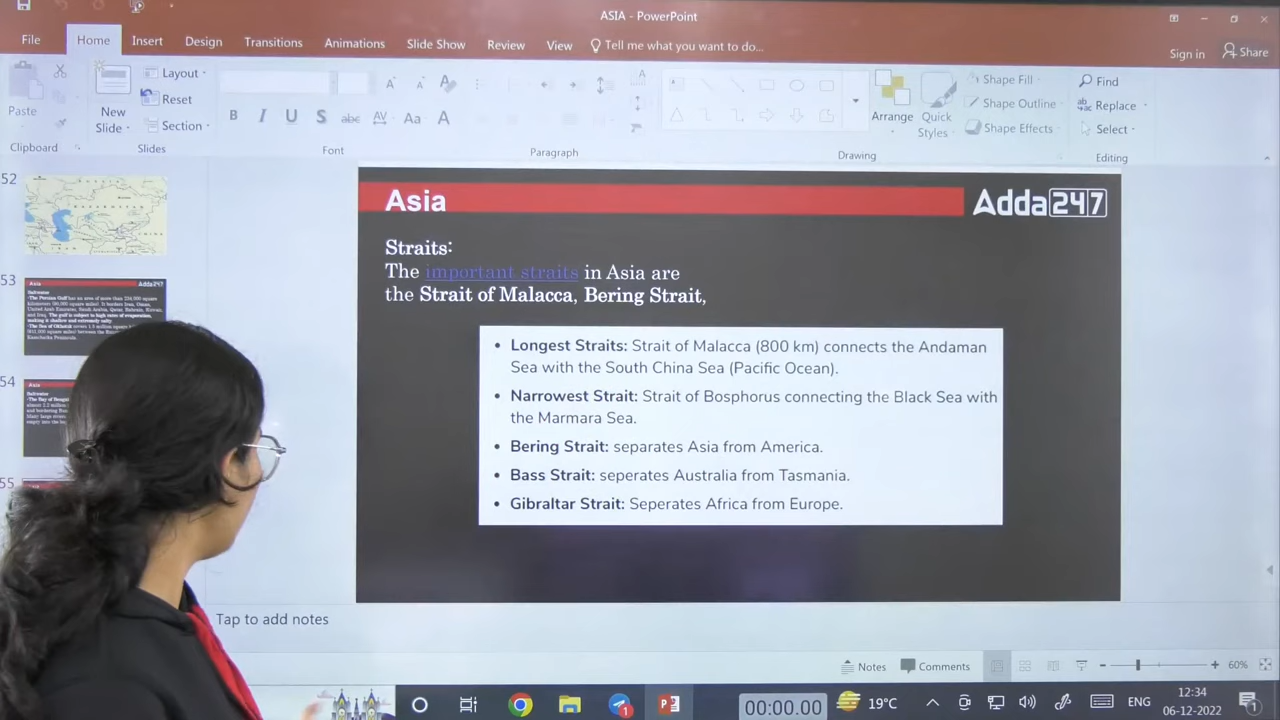 ASIA - PowerPoint
File Home Insert Design Transitions Animations Slide Show Review View Tell me what you want to do...
Sign in Share
Paste
Clipboard
New
Slide
Layout
Reset
Section
Slides
B I U S abc AV Aa A
Font
Paragraph
Arrange
Quick
Styles
Shape Fill
Shape Outline
Shape Effects
Drawing
Find
Replace
Select
Editing
52
53
54
55
Asia
Adda247
Straits:
The important straits in Asia are
the Strait of Malacca, Bering Strait,
• Longest Straits: Strait of Malacca (800 km) connects the Andaman
Sea with the South China Sea (Pacific Ocean).
• Narrowest Strait: Strait of Bosphorus connecting the Black Sea with
the Marmara Sea.
• Bering Strait: separates Asia from America.
• Bass Strait: seperates Australia from Tasmania.
• Gibraltar Strait: Seperates Africa from Europe.
Tap to add notes
Notes Comments 60%
00:00.00
19°C
ENG
12:34
06-12-2022